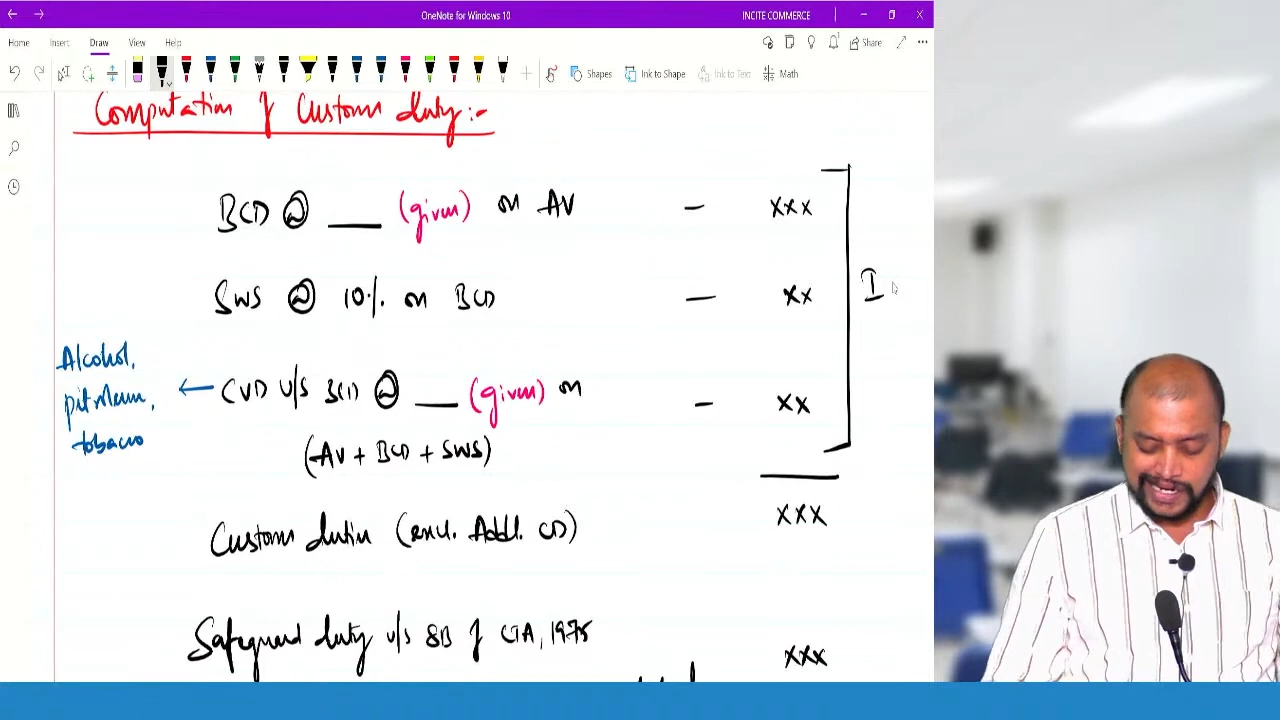 OneNote for Windows 10
INCITE COMMERCE
Home Insert Draw View Help
Share
Shapes Ink to Shape Ink to Text Math
Computation of Custom duty:-
BCD @ ___ (given) on AV - xxx
SWS @ 10% on BCD - xx
I
Alcohol,
pitroleum,
tobacco
← CVD U/S 3(1) @ ___ (given) on - xx
(AV + BCD + SWS)
Custom duties (excl. Addl. CD) xxx
Safeguard duty u/s 8B of CTA, 1975
xxx